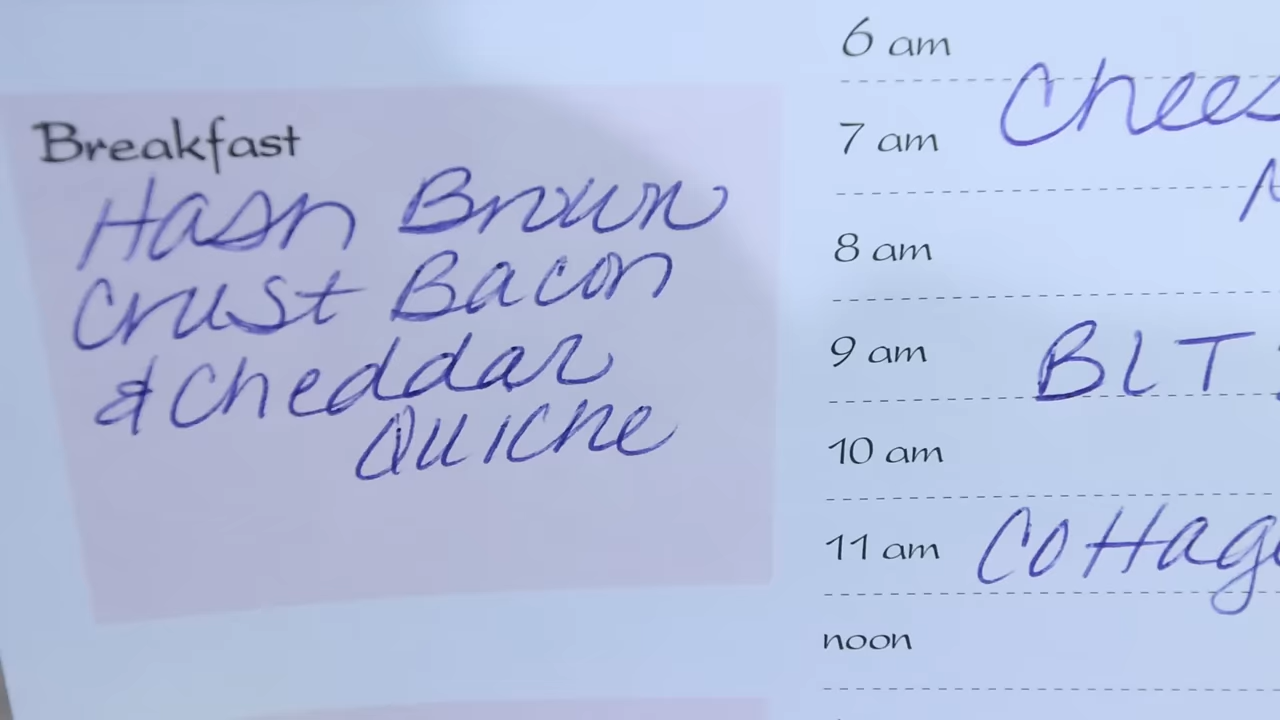 Breakfast
Hash Brown
Crust Bacon
& Cheddar
Quiche
6 am
7 am
8 am
9 am
BLT
10 am
11 am
noon